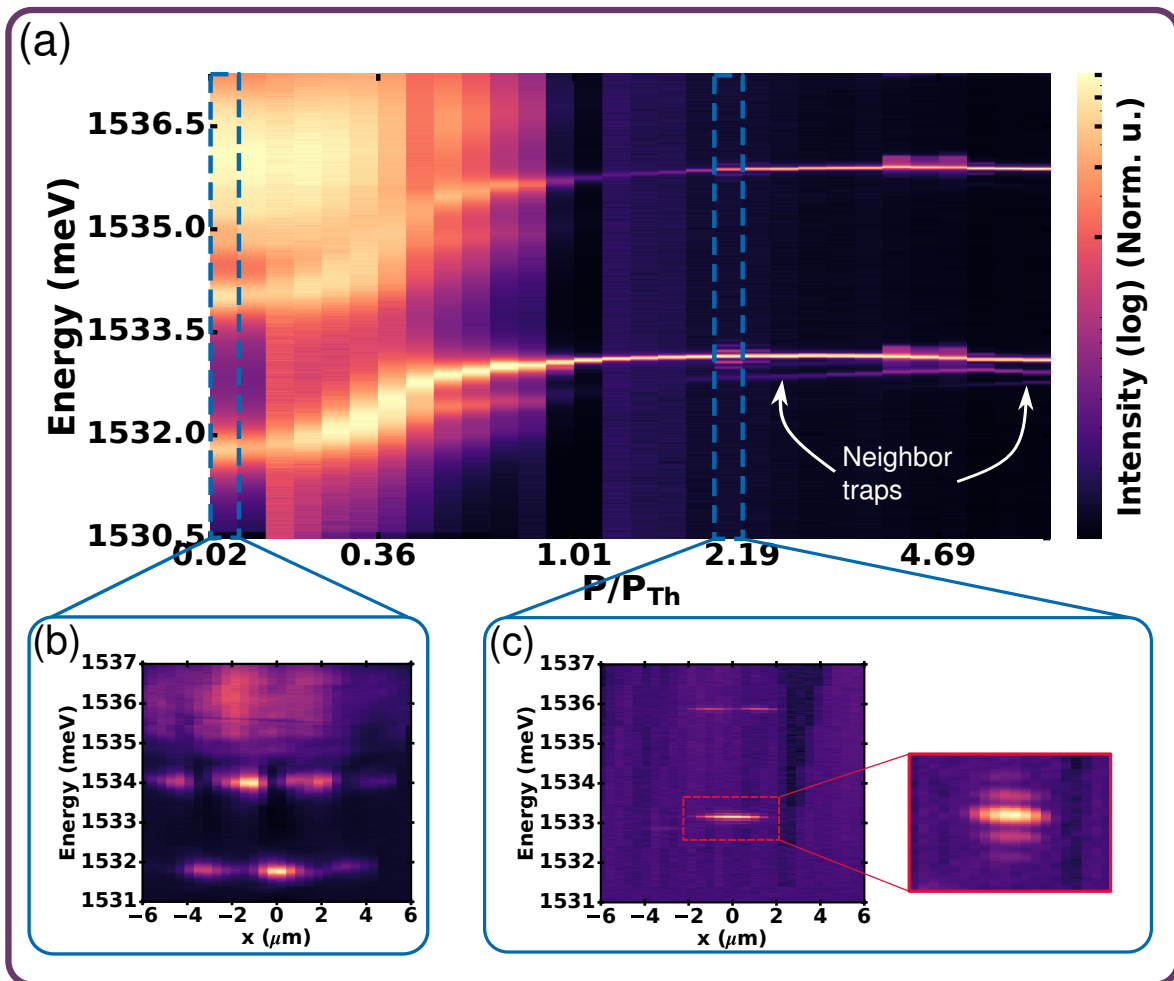 (a)
Energy (meV)
1536.5
1535.0
1533.5
1532.0
1530.5
0.02 0.36 1.01 2.19 4.69
P/P_Th
Neighbor
traps
Intensity (log) (Norm. u.)
(b)
Energy (meV)
1537
1536
1535
1534
1533
1532
1531
−6 −4 −2 0 2 4 6
x (μm)
(c)
Energy (meV)
1537
1536
1535
1534
1533
1532
1531
−6 −4 −2 0 2 4 6
x (μm)